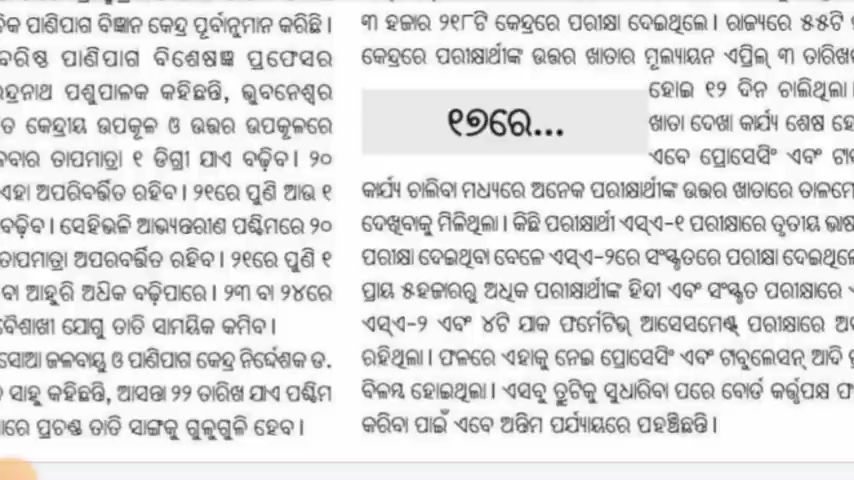 ିକ ପାଣିପାଗ ବିଜ୍ଞାନ କେନ୍ଦ୍ର ପୂର୍ବାନୁମାନ କରିଛି।
ବରିଷ୍ଠ ପାଣିପାଗ ବିଶେଷଜ୍ଞ ପ୍ରଫେସର
ନ୍ଦ୍ରନାଥ ପଶୁପାଳକ କହିଛନ୍ତି, ଭୁବନେଶ୍ୱର
ତ କେନ୍ଦ୍ରୀୟ ଉପକୂଳ ଓ ଉତ୍ତର ଉପକୂଳରେ
ଳବାର ତାପମାତ୍ରା ୧ ଡିଗ୍ରୀ ଯାଏ ବଢ଼ିବ। ୨୦
ଏହା ଅପରିବର୍ତ୍ତିତ ରହିବ। ୨୧ରେ ପୁଣି ଆଉ ୧
ବଢ଼ିବ। ସେହିଭଳି ଆଭ୍ୟନ୍ତରୀଣ ପଶ୍ଚିମରେ ୨୦
ତାପମାତ୍ରା ଅପରବର୍ତ୍ତିତ ରହିବ। ୨୧ରେ ପୁଣି ୧
ବା ଆହୁରି ଅଧିକ ବଢ଼ିପାରେ। ୨୩ ବା ୨୪ରେ
ବୈଶାଖୀ ଯୋଗୁ ତାତି ସାମୟିକ କମିବ।
ସୋଆ ଜଳବାୟୁ ଓ ପାଣିପାଗ କେନ୍ଦ୍ର ନିର୍ଦ୍ଦେଶକ ଡ.
ସାହୁ କହିଛନ୍ତି, ଆସନ୍ତା ୨୨ ତାରିଖ ଯାଏ ପଶ୍ଚିମ
ାରେ ପ୍ରଚଣ୍ଡ ତାତି ସାଙ୍ଗକୁ ଗୁଳୁଗୁଳି ହେବ।
୩ ହଜାର ୨୧୮ଟି କେନ୍ଦ୍ରରେ ପରୀକ୍ଷା ଦେଇଥିଲେ। ରାଜ୍ୟରେ ୫୫ଟି
କେନ୍ଦ୍ରରେ ପରୀକ୍ଷାର୍ଥୀଙ୍କ ଉତ୍ତର ଖାତାର ମୂଲ୍ୟାୟନ ଏପ୍ରିଲ୍ ୩ ତାରିଖ
୧୭ରେ...
ହୋଇ ୧୨ ଦିନ ଚାଲିଥିଲା।
ଖାତା ଦେଖା କାର୍ଯ୍ୟ ଶେଷ ହେ
ଏବେ ପ୍ରୋସେସିଂ ଏବଂ ଟା
କାର୍ଯ୍ୟ ଚାଲିବା ମଧ୍ୟରେ ଅନେକ ପରୀକ୍ଷାର୍ଥୀଙ୍କ ଉତ୍ତର ଖାତାରେ ତାଳମେ
ଦେଖିବାକୁ ମିଳିଥିଲା। କିଛି ପରୀକ୍ଷାର୍ଥୀ ଏସ୍ଏ-୧ ପରୀକ୍ଷାରେ ତୃତୀୟ ଭାଷ
ପରୀକ୍ଷା ଦେଇଥିବା ବେଳେ ଏସ୍ଏ-୨ରେ ସଂସ୍କୃତରେ ପରୀକ୍ଷା ଦେଇଥିଲେ
ପ୍ରାୟ ୫ହଜାରରୁ ଅଧିକ ପରୀକ୍ଷାର୍ଥୀଙ୍କ ହିନ୍ଦୀ ଏବଂ ସଂସ୍କୃତ ପରୀକ୍ଷାରେ
ଏସ୍ଏ-୨ ଏବଂ ୪ଟି ଯାକ ଫର୍ମେଟିଭ୍ ଆସେସମେଣ୍ଟ ପରୀକ୍ଷାରେ ଅ
ରହିଥିଲା। ଫଳରେ ଏହାକୁ ନେଇ ପ୍ରୋସେସିଂ ଏବଂ ଟାବୁଲେସନ୍ ଆଦି
ବିଳମ୍ବ ହୋଇଥିଲା। ଏସବୁ ତ୍ରୁଟିକୁ ସୁଧାରିବା ପରେ ବୋର୍ଡ କର୍ତ୍ତୃପକ୍ଷ ଫ
କରିବା ପାଇଁ ଏବେ ଅନ୍ତିମ ପର୍ଯ୍ୟାୟରେ ପହଞ୍ଚିଛନ୍ତି।